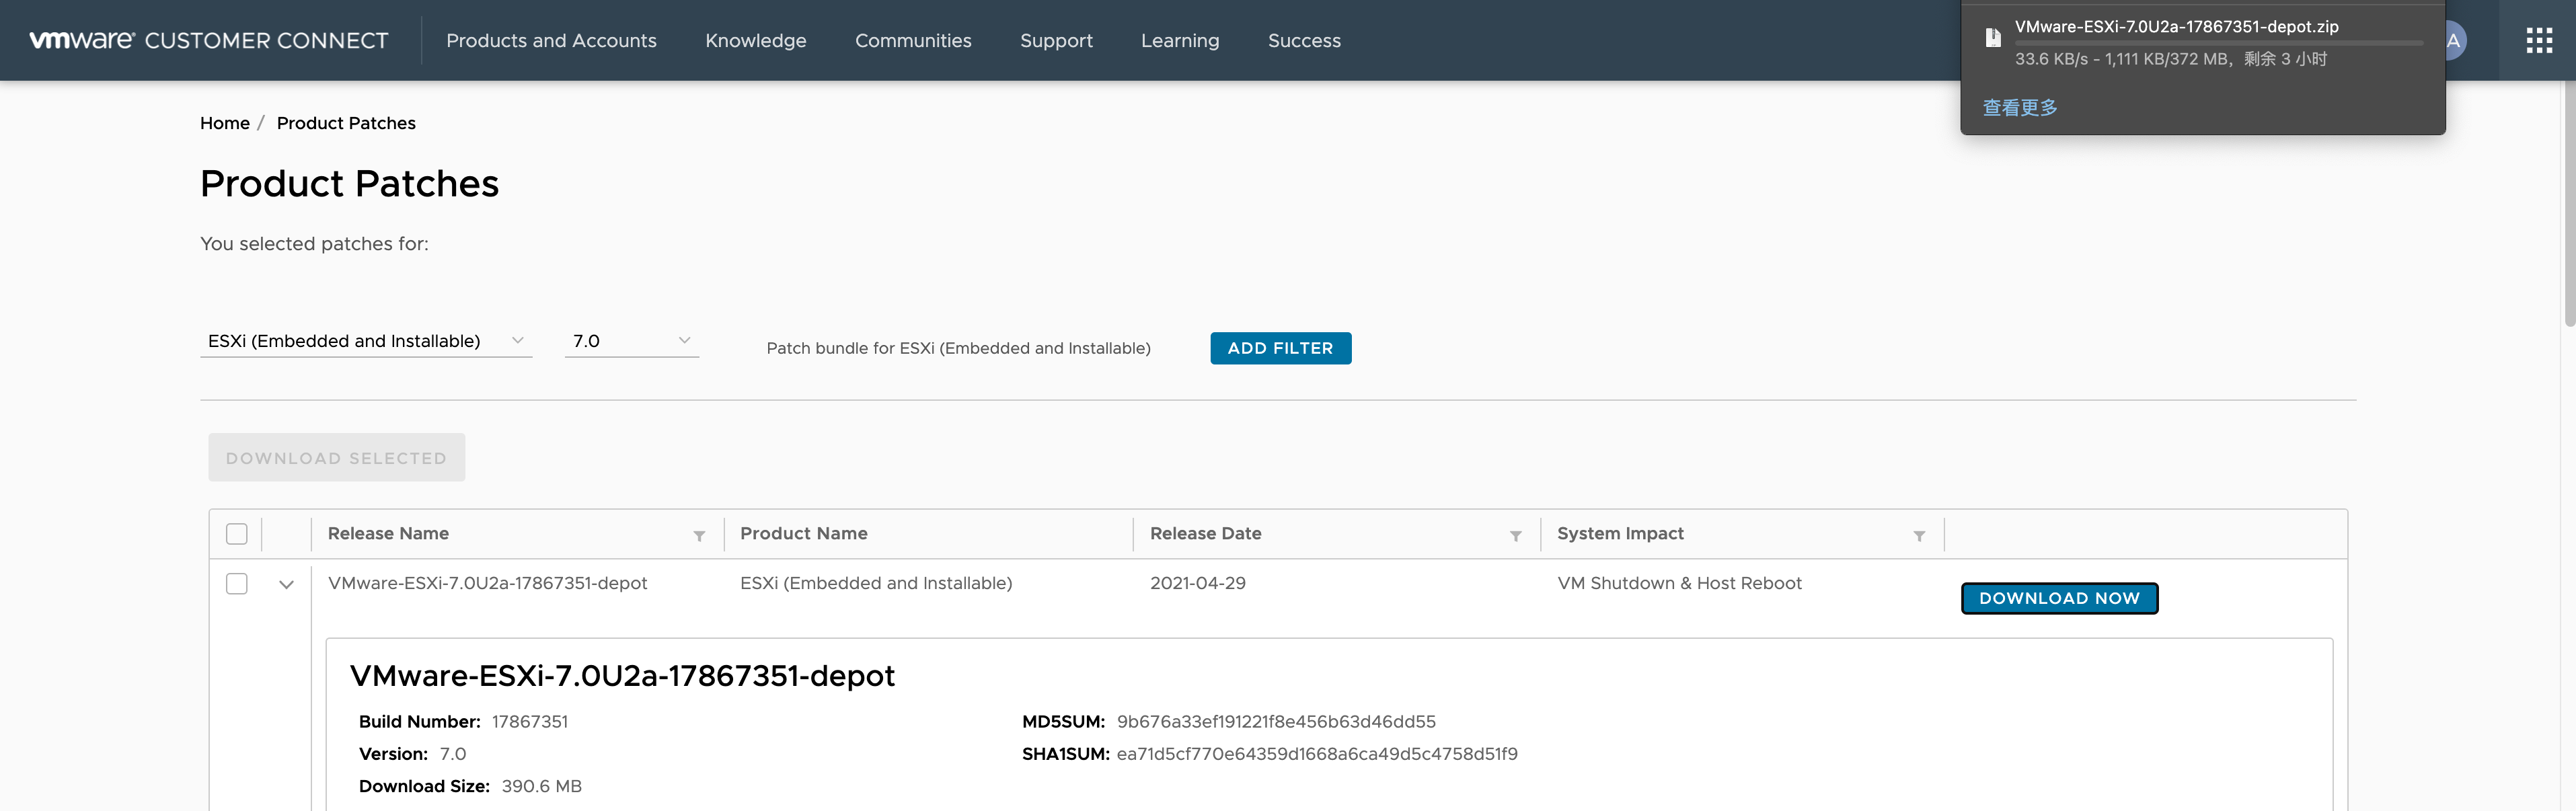 vmware® CUSTOMER CONNECT
Products and Accounts
Knowledge
Communities
Support
Learning
Success
VMware-ESXi-7.0U2a-17867351-depot.zip
33.6 KB/s - 1,111 KB/372 MB，剩余 3 小时
查看更多
A
Home / Product Patches
Product Patches
You selected patches for:
ESXi (Embedded and Installable)
7.0
Patch bundle for ESXi (Embedded and Installable)
ADD FILTER
DOWNLOAD SELECTED
Release Name
Product Name
Release Date
System Impact
VMware-ESXi-7.0U2a-17867351-depot
ESXi (Embedded and Installable)
2021-04-29
VM Shutdown & Host Reboot
DOWNLOAD NOW
VMware-ESXi-7.0U2a-17867351-depot
Build Number: 17867351
MD5SUM: 9b676a33ef191221f8e456b63d46dd55
Version: 7.0
SHA1SUM: ea71d5cf770e64359d1668a6ca49d5c4758d51f9
Download Size: 390.6 MB